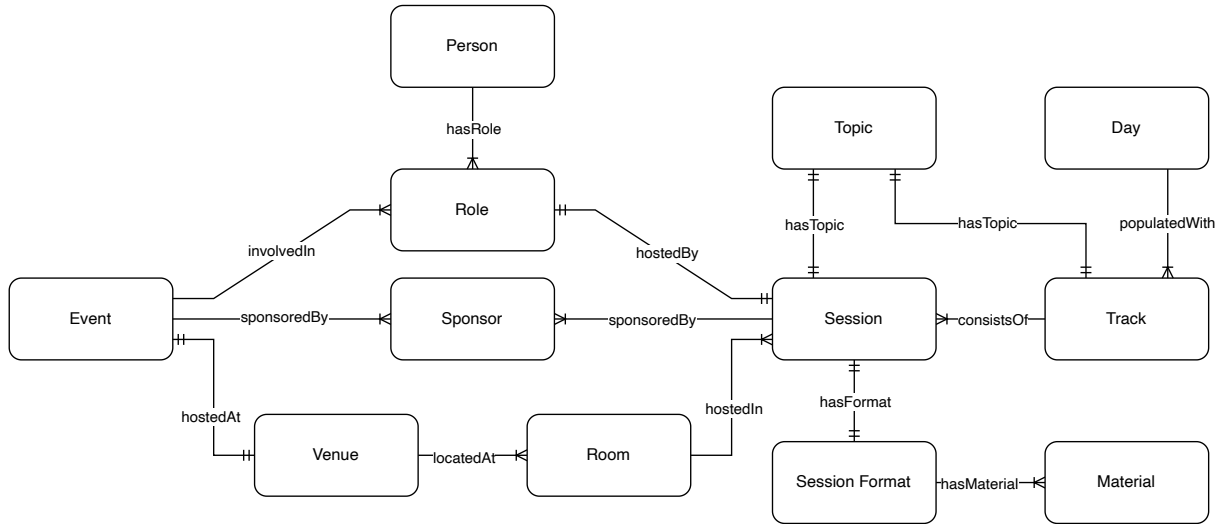 Person
hasRole
Topic
Day
Role
involvedIn
hostedBy
hasTopic
hasTopic
populatedWith
Event
sponsoredBy
Sponsor
sponsoredBy
Session
consistsOf
Track
hostedAt
hostedIn
hasFormat
Venue
locatedAt
Room
Session Format
hasMaterial
Material